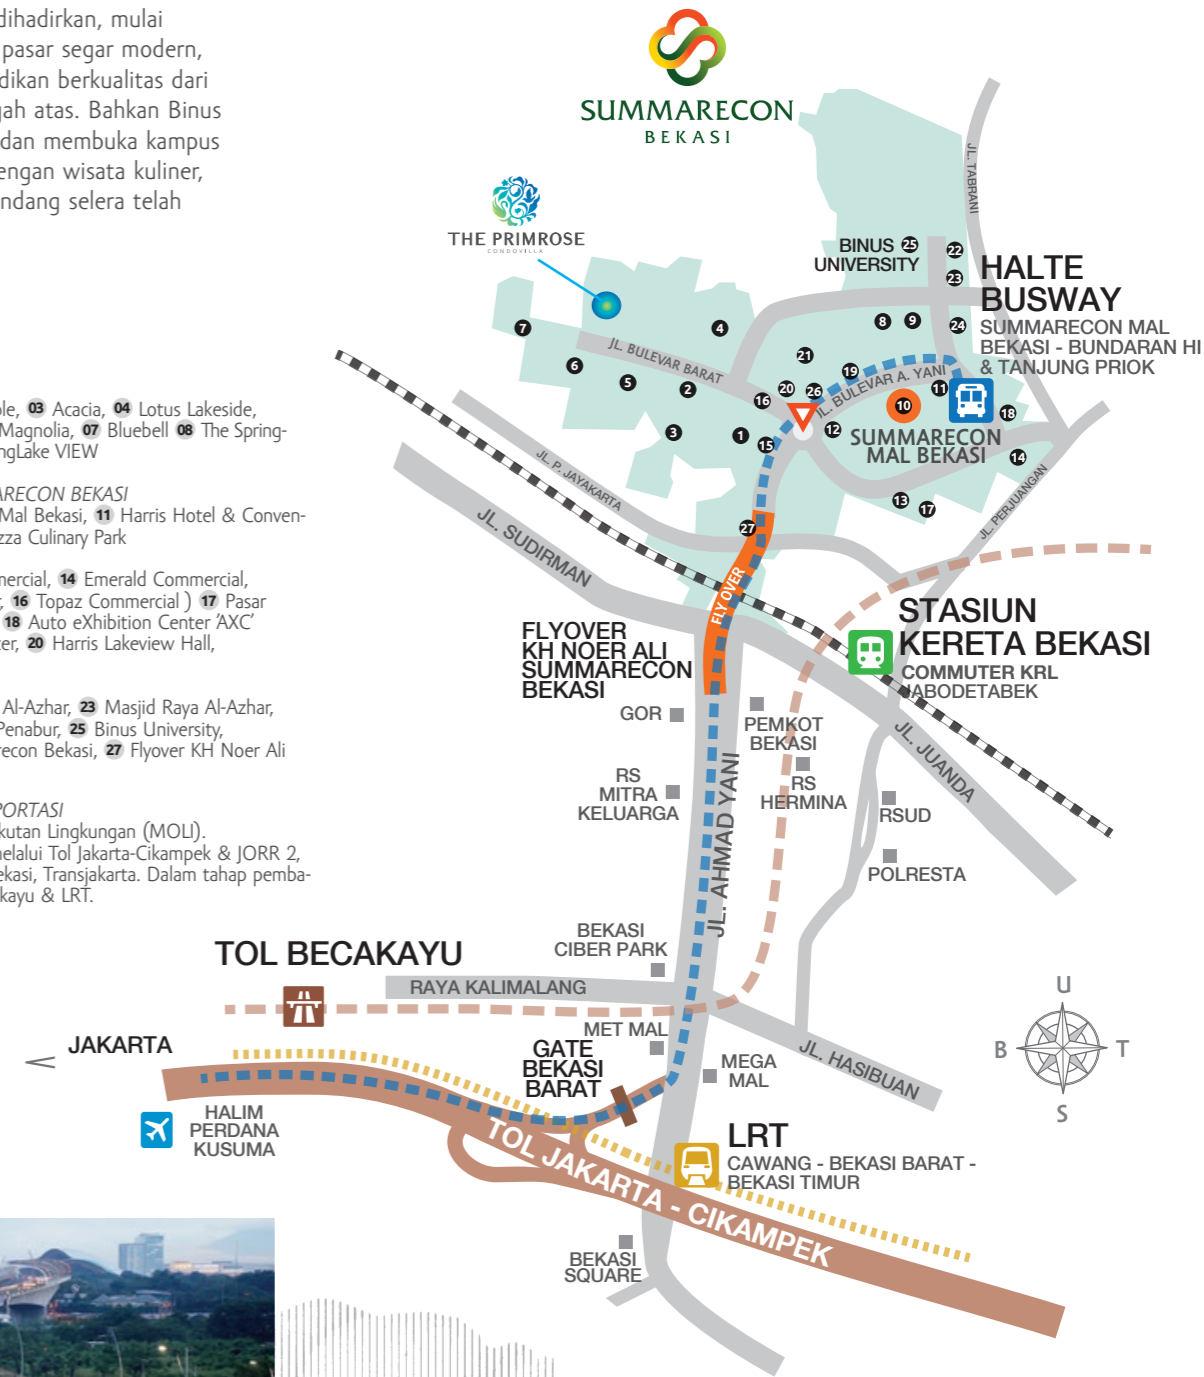 dihadirkan, mulai
pasar segar modern,
dikan berkualitas dari
gah atas. Bahkan Binus
dan membuka kampus
engan wisata kuliner,
ndang selera telah
ole, 03 Acacia, 04 Lotus Lakeside,
Magnolia, 07 Bluebell 08 The Spring-
ngLake VIEW
ARECON BEKASI
Mal Bekasi, 11 Harris Hotel & Conven-
zza Culinary Park
mercial, 14 Emerald Commercial,
r, 16 Topaz Commercial ) 17 Pasar
18 Auto eXhibition Center 'AXC'
ter, 20 Harris Lakeview Hall,
Al-Azhar, 23 Masjid Raya Al-Azhar,
Penabur, 25 Binus University,
recon Bekasi, 27 Flyover KH Noer Ali
PORTASI
kutan Lingkungan (MOLI).
melalui Tol Jakarta-Cikampek & JORR 2,
ekasi, Transjakarta. Dalam tahap pemba-
kayu & LRT.
SUMMARECON
BEKASI
THE PRIMROSE
CONDOVILLA
JL. TABRANI
BINUS 25
UNIVERSITY
22
23
HALTE
BUSWAY
SUMMARECON MAL
BEKASI - BUNDARAN HI
& TANJUNG PRIOK
7
4
8
9
24
JL. BULEVAR BARAT
21
19
6
5
2
20
26
JL. BULEVAR A. YANI
11
16
10
18
12
SUMMARECON
MAL BEKASI
3
1
15
14
13
17
JL. P. JAYAKARTA
JL. PERJUANGAN
JL. SUDIRMAN
27
FLY OVER
FLYOVER
KH NOER ALI
SUMMARECON
BEKASI
STASIUN
KERETA BEKASI
COMMUTER KRL
JABODETABEK
GOR
PEMKOT
BEKASI
JL. JUANDA
RS
MITRA
KELUARGA
RS
HERMINA
RSUD
JL. AHMAD YANI
POLRESTA
BEKASI
CIBER PARK
TOL BECAKAYU
RAYA KALIMALANG
MET MAL
JAKARTA
GATE
BEKASI
BARAT
MEGA
MAL
JL. HASIBUAN
U
B
T
S
HALIM
PERDANA
KUSUMA
LRT
CAWANG - BEKASI BARAT -
BEKASI TIMUR
TOL JAKARTA - CIKAMPEK
BEKASI
SQUARE